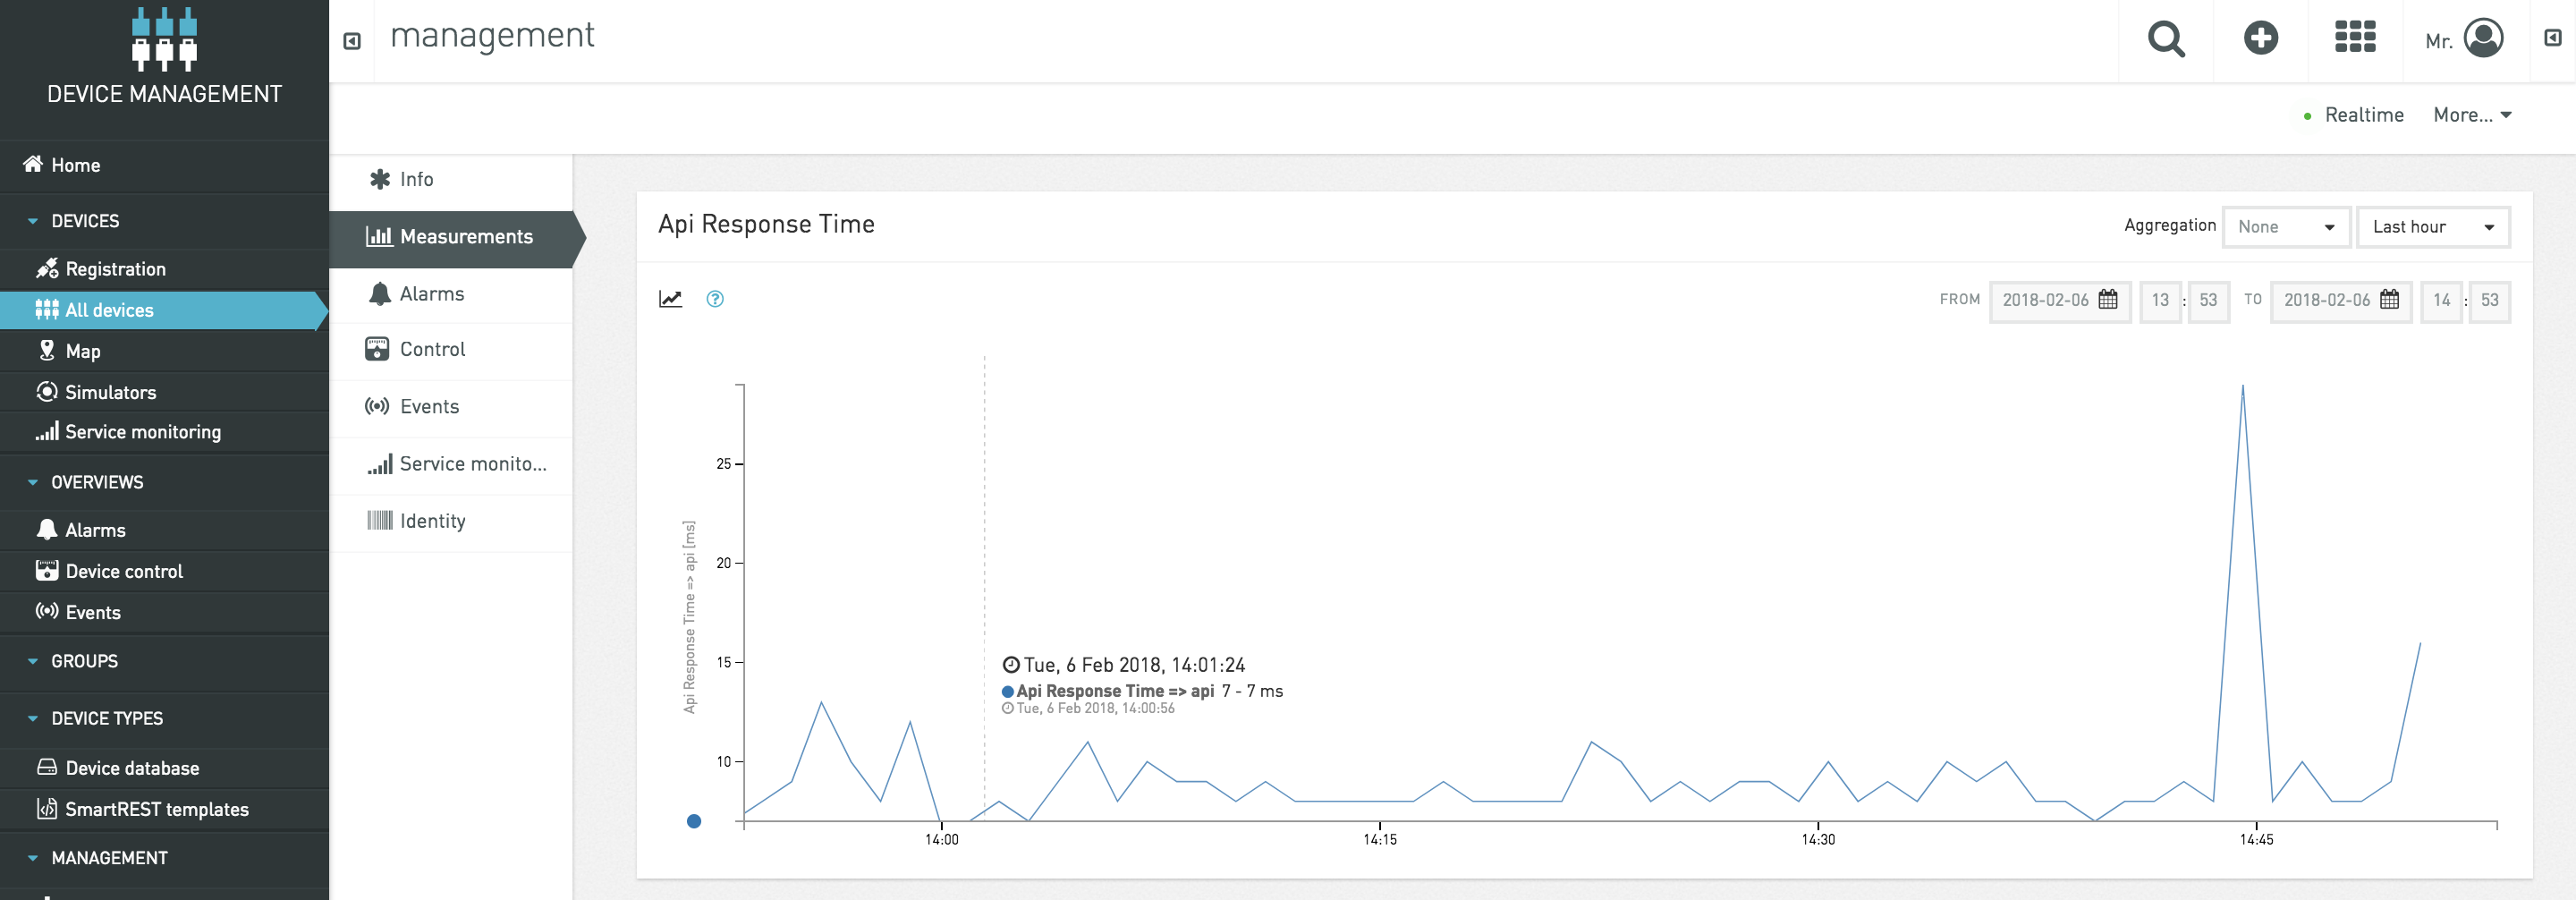 DEVICE MANAGEMENT
management
Mr.
Realtime More...
Home
DEVICES
Registration
All devices
Map
Simulators
Service monitoring
OVERVIEWS
Alarms
Device control
Events
GROUPS
DEVICE TYPES
Device database
SmartREST templates
MANAGEMENT
Info
Measurements
Alarms
Control
Events
Service monito...
Identity
Api Response Time
Aggregation None Last hour
?
FROM 2018-02-06 13 : 53 TO 2018-02-06 14 : 53
Api Response Time => api [ms]
25
20
15
10
Tue, 6 Feb 2018, 14:01:24
Api Response Time => api 7 - 7 ms
Tue, 6 Feb 2018, 14:00:56
14:00 14:15 14:30 14:45